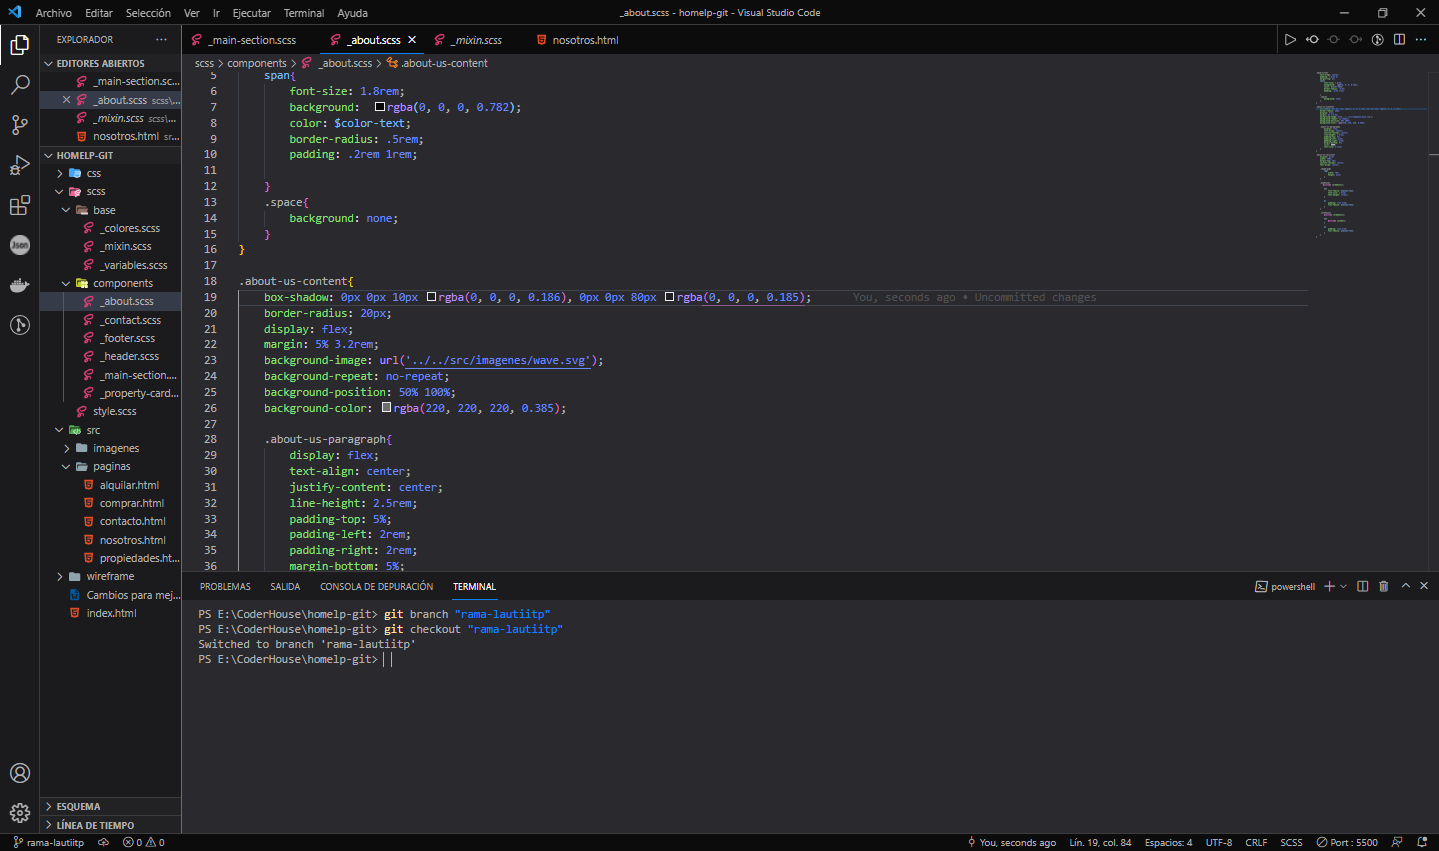 Archivo Editar Selección Ver Ir Ejecutar Terminal Ayuda
_about.scss - homelp-git - Visual Studio Code
EXPLORADOR
EDITORES ABIERTOS
_main-section.sc...
_about.scss scss\...
_mixin.scss scss\...
nosotros.html sr...
HOMELP-GIT
css
scss
base
_colores.scss
_mixin.scss
_variables.scss
components
_about.scss
_contact.scss
_footer.scss
_header.scss
_main-section....
_property-card...
style.scss
src
imagenes
paginas
alquilar.html
comprar.html
contacto.html
nosotros.html
propiedades.ht...
wireframe
Cambios para mej...
index.html
ESQUEMA
LÍNEA DE TIEMPO
Json
_main-section.scss _about.scss _mixin.scss nosotros.html
scss > components > _about.scss > .about-us-content
5 span{
6 font-size: 1.8rem;
7 background: rgba(0, 0, 0, 0.782);
8 color: $color-text;
9 border-radius: .5rem;
10 padding: .2rem 1rem;
11
12 }
13 .space{
14 background: none;
15 }
16 }
17
18 .about-us-content{
19 box-shadow: 0px 0px 10px rgba(0, 0, 0, 0.186), 0px 0px 80px rgba(0, 0, 0, 0.185); You, seconds ago • Uncommitted changes
20 border-radius: 20px;
21 display: flex;
22 margin: 5% 3.2rem;
23 background-image: url('../../src/imagenes/wave.svg');
24 background-repeat: no-repeat;
25 background-position: 50% 100%;
26 background-color: rgba(220, 220, 220, 0.385);
27
28 .about-us-paragraph{
29 display: flex;
30 text-align: center;
31 justify-content: center;
32 line-height: 2.5rem;
33 padding-top: 5%;
34 padding-left: 2rem;
35 padding-right: 2rem;
36 margin-bottom: 5%;
PROBLEMAS SALIDA CONSOLA DE DEPURACIÓN TERMINAL
powershell
PS E:\CoderHouse\homelp-git> git branch "rama-lautiitp"
PS E:\CoderHouse\homelp-git> git checkout "rama-lautiitp"
Switched to branch 'rama-lautiitp'
PS E:\CoderHouse\homelp-git>
rama-lautiitp 0 0
You, seconds ago Lín. 19, col. 84 Espacios: 4 UTF-8 CRLF SCSS Port : 5500